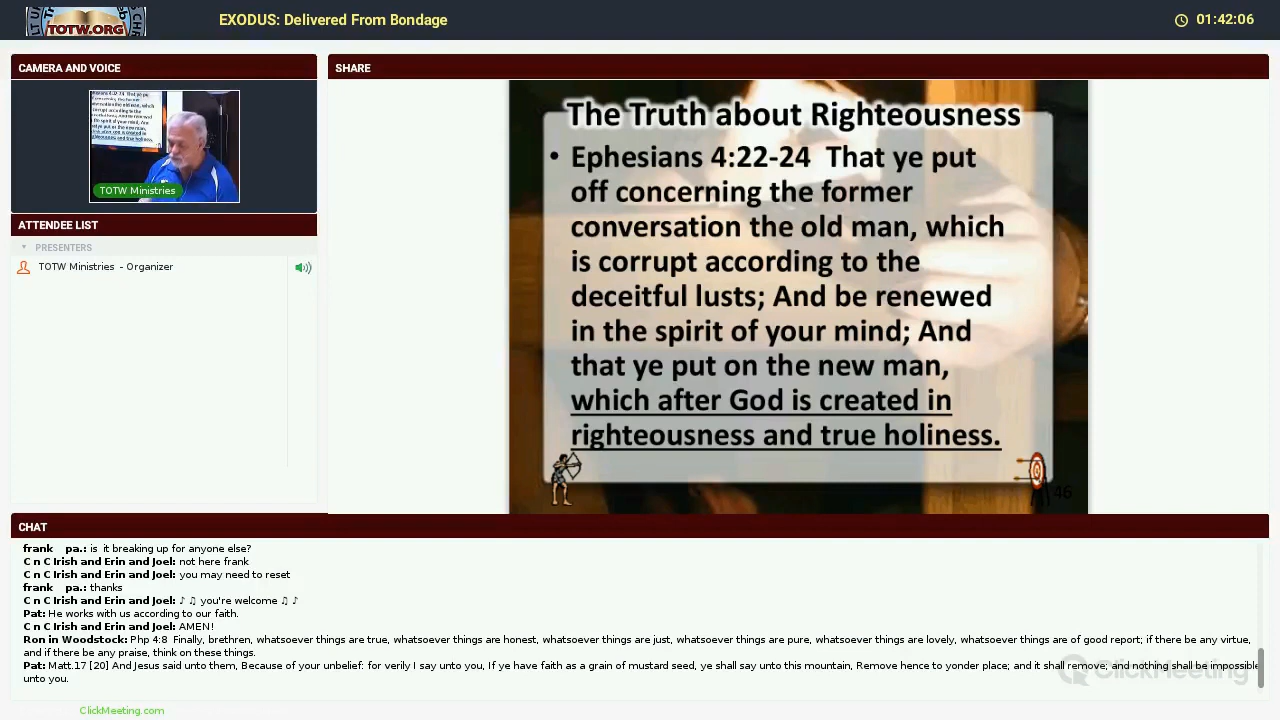 TOTW.ORG
EXODUS: Delivered From Bondage
01:42:06
CAMERA AND VOICE
TOTW Ministries
ATTENDEE LIST
PRESENTERS
TOTW Ministries - Organizer
SHARE
The Truth about Righteousness
• Ephesians 4:22-24 That ye put
off concerning the former
conversation the old man, which
is corrupt according to the
deceitful lusts; And be renewed
in the spirit of your mind; And
that ye put on the new man,
which after God is created in
righteousness and true holiness.
46
CHAT
frank pa.: is it breaking up for anyone else?
C n C Irish and Erin and Joel: not here frank
C n C Irish and Erin and Joel: you may need to reset
frank pa.: thanks
C n C Irish and Erin and Joel: ♪ ♫ you're welcome ♫ ♪
Pat: He works with us according to our faith.
C n C Irish and Erin and Joel: AMEN!
Ron in Woodstock: Php 4:8 Finally, brethren, whatsoever things are true, whatsoever things are honest, whatsoever things are just, whatsoever things are pure, whatsoever things are lovely, whatsoever things are of good report; if there be any virtue,
and if there be any praise, think on these things.
Pat: Matt.17 [20] And Jesus said unto them, Because of your unbelief: for verily I say unto you, If ye have faith as a grain of mustard seed, ye shall say unto this mountain, Remove hence to yonder place; and it shall remove; and nothing shall be impossible
unto you.
ClickMeeting
ClickMeeting.com